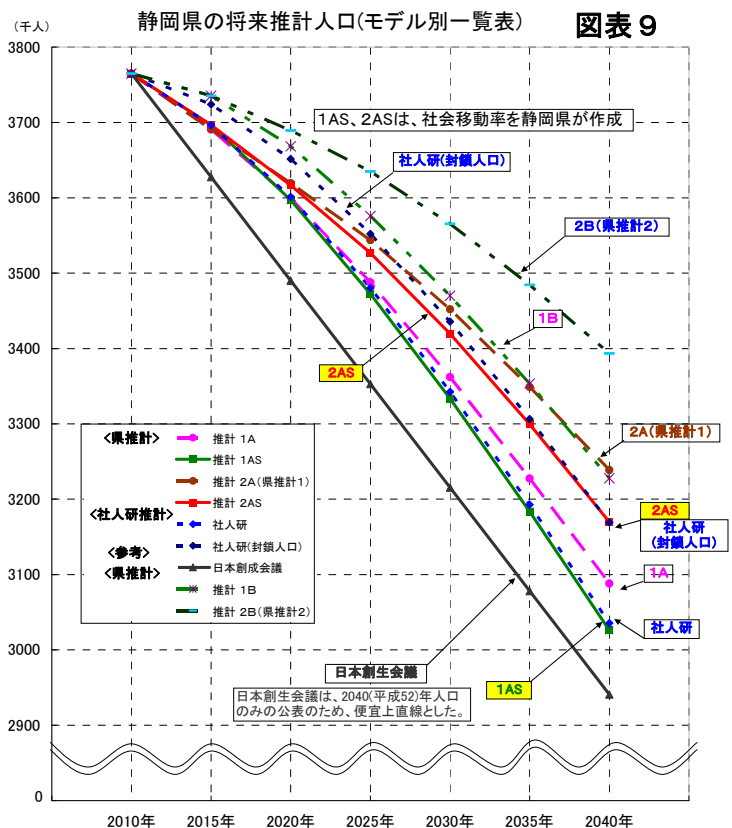 静岡県の将来推計人口(モデル別一覧表)
図表９
（千人）
3800
3700
3600
3500
3400
3300
3200
3100
3000
2900
0
１AS、２ASは、社会移動率を静岡県が作成
社人研(封鎖人口)
２B(県推計２)
１B
２AS
２A(県推計１)
２AS
社人研
(封鎖人口)
１A
社人研
１AS
日本創生会議
日本創生会議は、2040(平成52)年人口
のみの公表のため、便宜上直線とした。
<県推計>
推計 1A
推計 1AS
推計 2A（県推計1）
推計 2AS
<社人研推計>
社人研
社人研(封鎖人口)
<参考>
日本創成会議
<県推計>
推計 1B
推計 2B（県推計2）
2010年
2015年
2020年
2025年
2030年
2035年
2040年